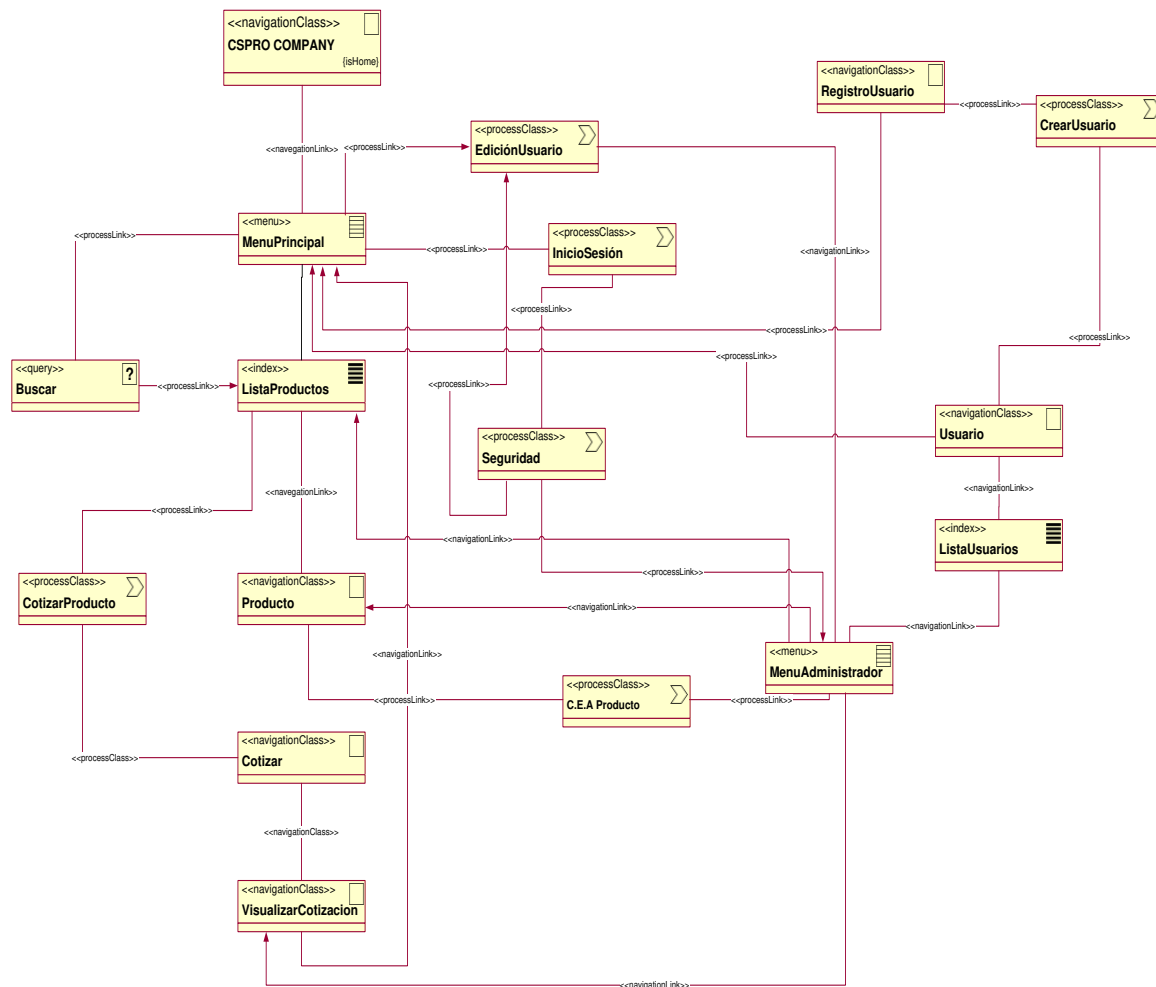 <<navigationClass>>
CSPRO COMPANY
{isHome}
<<navigationClass>>
RegistroUsuario
<<processLink>>
<<processClass>>
CrearUsuario
<<processClass>>
EdiciónUsuario
<<navegationLink>>
<<processLink>>
<<menu>>
MenuPrincipal
<<processLink>>
<<processLink>>
<<processClass>>
InicioSesión
<<navigationLink>>
<<processLink>>
<<processLink>>
<<processLink>>
<<query>>
Buscar
?
<<processLink>>
<<index>>
ListaProductos
<<processLink>>
<<processLink>>
<<navigationClass>>
Usuario
<<processClass>>
Seguridad
<<navegationLink>>
<<navigationLink>>
<<processLink>>
<<navigationLink>>
<<index>>
ListaUsuarios
<<processClass>>
CotizarProducto
<<navigationClass>>
Producto
<<processLink>>
<<navigationLink>>
<<navigationLink>>
<<navigationLink>>
<<menu>>
MenuAdministrador
<<processClass>>
C.E.A Producto
<<processLink>>
<<processLink>>
<<navigationClass>>
Cotizar
<<processClass>>
<<navigationClass>>
<<navigationClass>>
VisualizarCotizacion
<<navigationLink>>